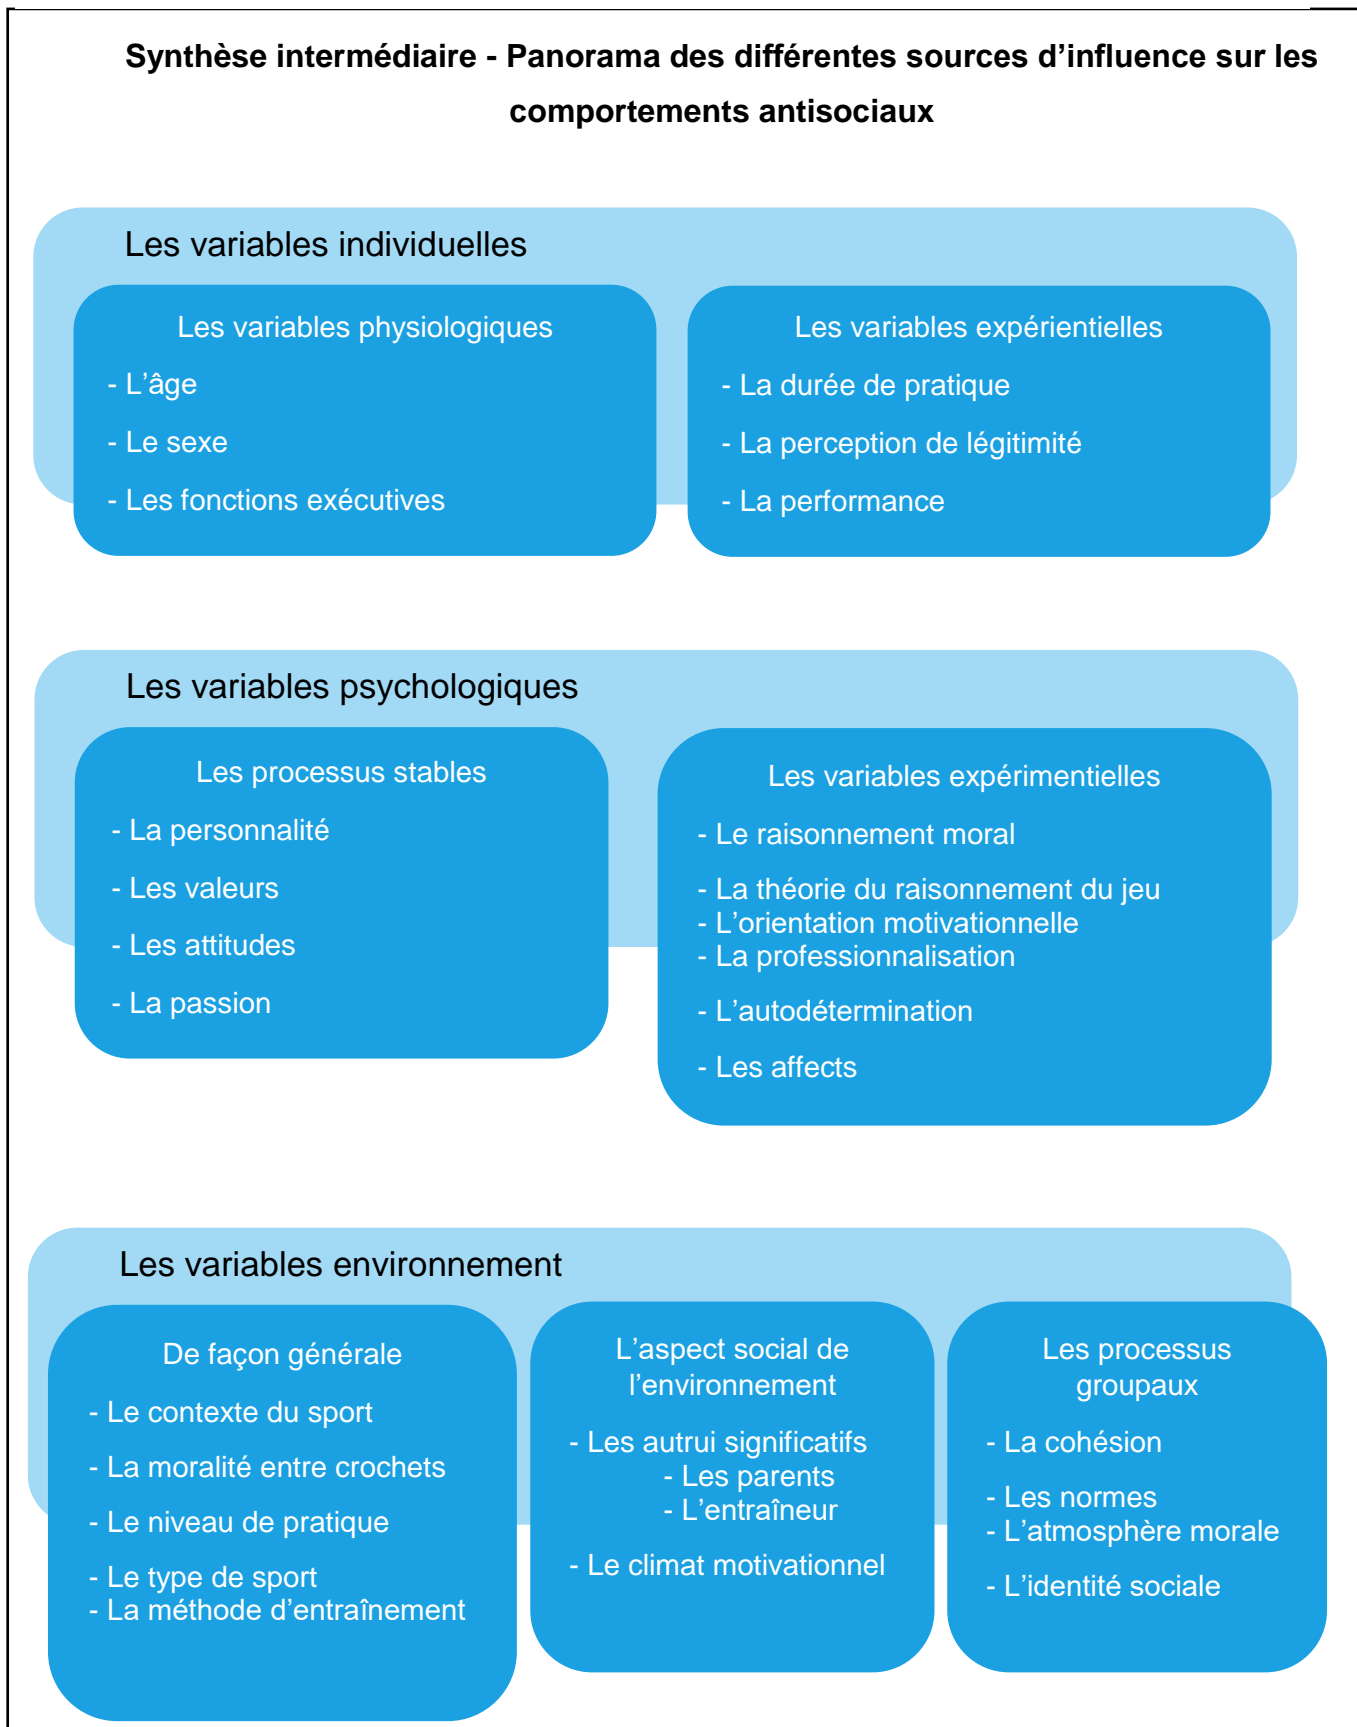 Synthèse intermédiaire - Panorama des différentes sources d’influence sur les
comportements antisociaux
Les variables individuelles
Les variables physiologiques
- L’âge
- Le sexe
- Les fonctions exécutives
Les variables expérientielles
- La durée de pratique
- La perception de légitimité
- La performance
Les variables psychologiques
Les processus stables
- La personnalité
- Les valeurs
- Les attitudes
- La passion
Les variables expérimentielles
- Le raisonnement moral
- La théorie du raisonnement du jeu
- L’orientation motivationnelle
- La professionnalisation
- L’autodétermination
- Les affects
Les variables environnement
De façon générale
- Le contexte du sport
- La moralité entre crochets
- Le niveau de pratique
- Le type de sport
- La méthode d’entraînement
L’aspect social de
l’environnement
- Les autrui significatifs
- Les parents
- L’entraîneur
- Le climat motivationnel
Les processus
groupaux
- La cohésion
- Les normes
- L’atmosphère morale
- L’identité sociale